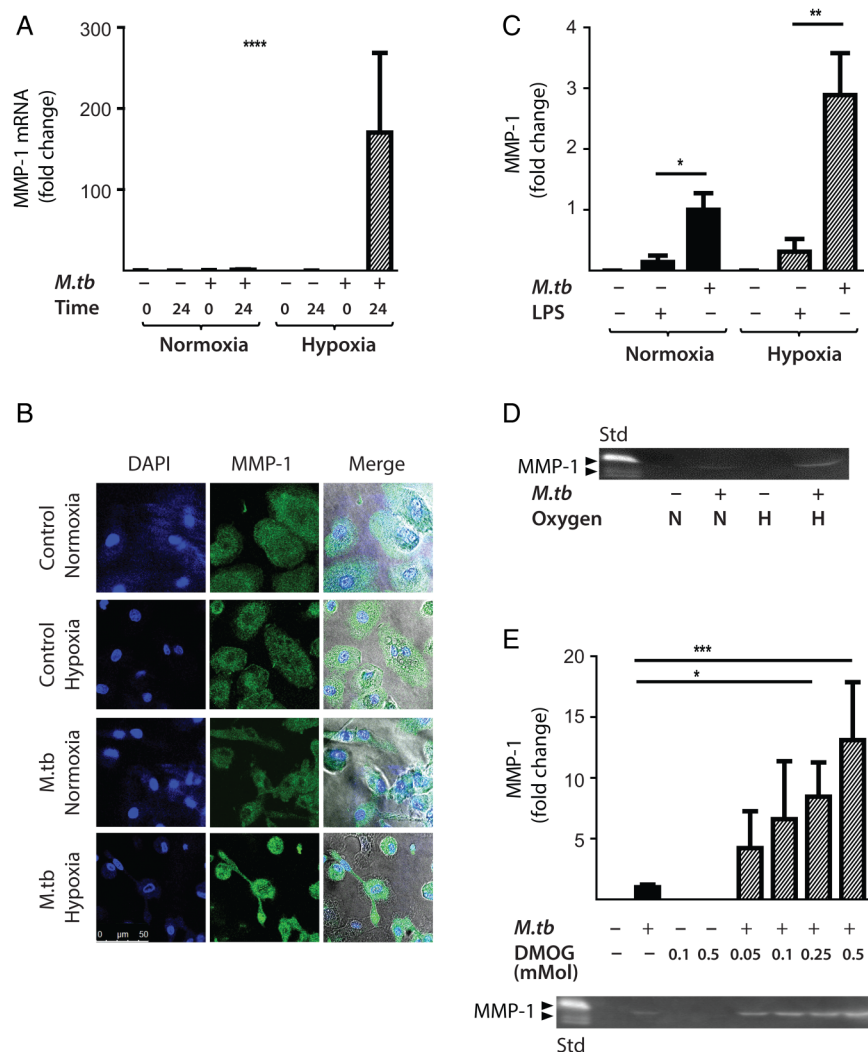 A
300
200
100
MMP-1 mRNA
(fold change)
****
M.tb – – + + – – + +
Time 0 24 0 24 0 24 0 24
Normoxia Hypoxia
B
DAPI MMP-1 Merge
Control
Normoxia
Control
Hypoxia
M.tb
Normoxia
M.tb
Hypoxia
0 μm 50
C
4
3
2
1
MMP-1
(fold change)
*
**
M.tb – – + – – +
LPS – + – – + –
Normoxia Hypoxia
D
Std
MMP-1
M.tb – + – +
Oxygen N N H H
E
20
15
10
5
MMP-1
(fold change)
***
*
M.tb – + – – + + + +
DMOG – – 0.1 0.5 0.05 0.1 0.25 0.5
(mMol)
MMP-1
Std